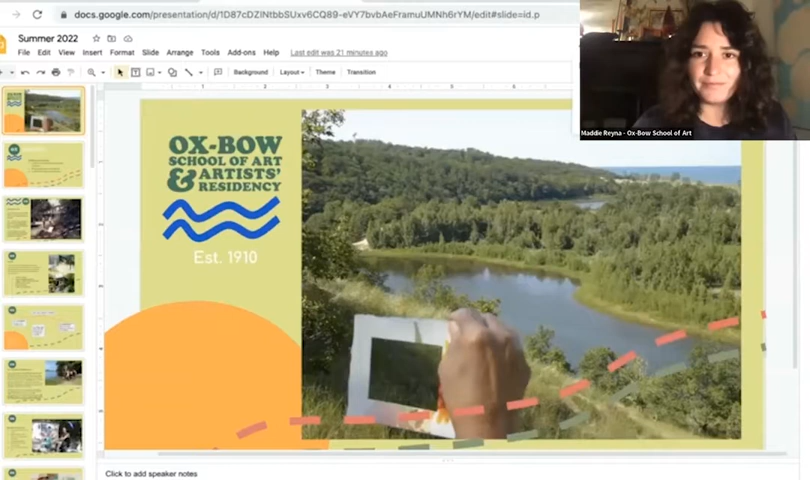 docs.google.com/presentation/d/1D87cDZlNtbbSUxv6CQ89-eVY7bvbAeFramuUMNh6rYM/edit#slide=id.p
Summer 2022
File Edit View Insert Format Slide Arrange Tools Add-ons Help Last edit was 21 minutes ago
Background Layout Theme Transition
Maddie Reyna - Ox-Bow School of Art
OX-BOW
SCHOOL OF ART
& ARTISTS'
RESIDENCY
Est. 1910
Click to add speaker notes